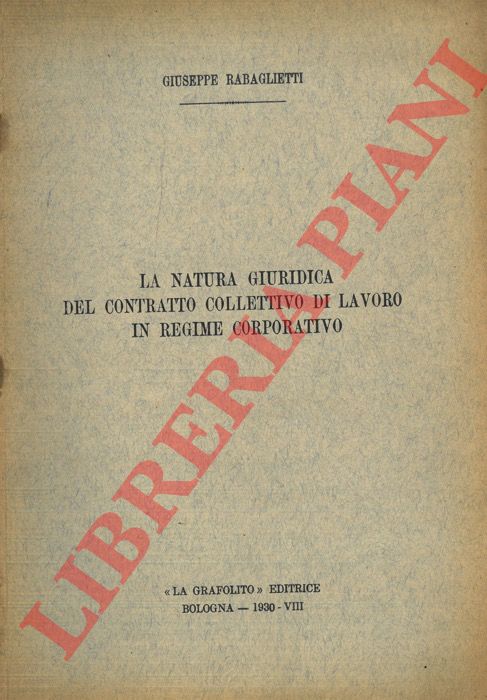 GIUSEPPE RABAGLIETTI
LA NATURA GIURIDICA
DEL CONTRATTO COLLETTIVO DI LAVORO
IN REGIME CORPORATIVO
«LA GRAFOLITO» EDITRICE
BOLOGNA — 1930 - VIII
LIBRERIA PIANI